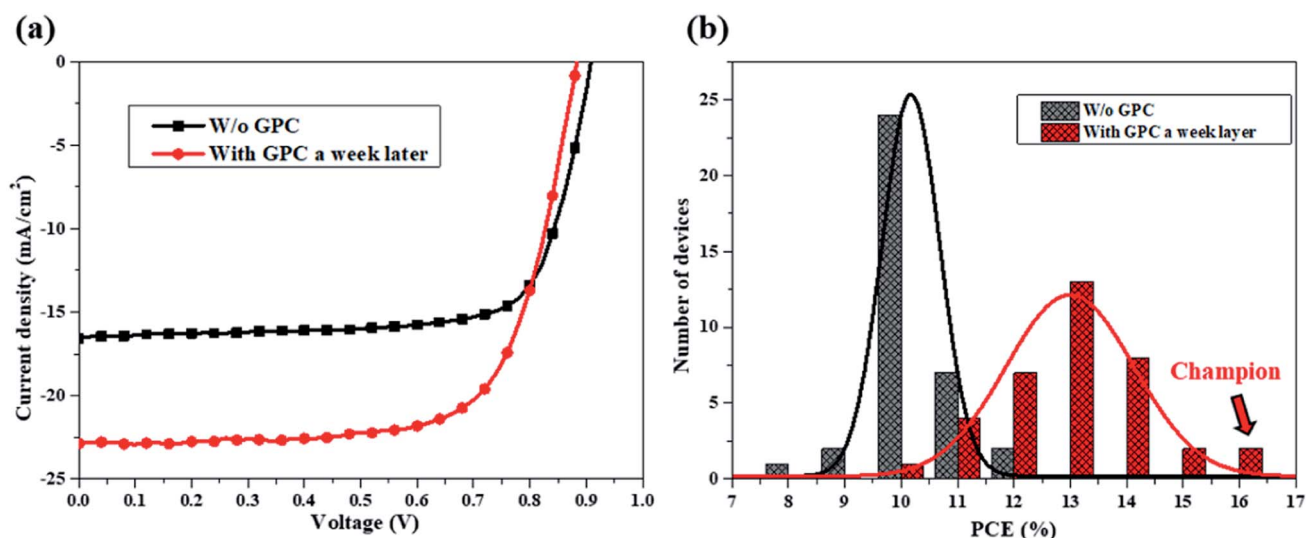 (a)
0
-5
-10
-15
-20
-25
Current density (mA/cm²)
W/o GPC
With GPC a week later
0.0 0.1 0.2 0.3 0.4 0.5 0.6 0.7 0.8 0.9 1.0
Voltage (V)
(b)
25
20
15
10
5
0
Number of devices
W/o GPC
With GPC a week layer
Champion
7 8 9 10 11 12 13 14 15 16 17
PCE (%)